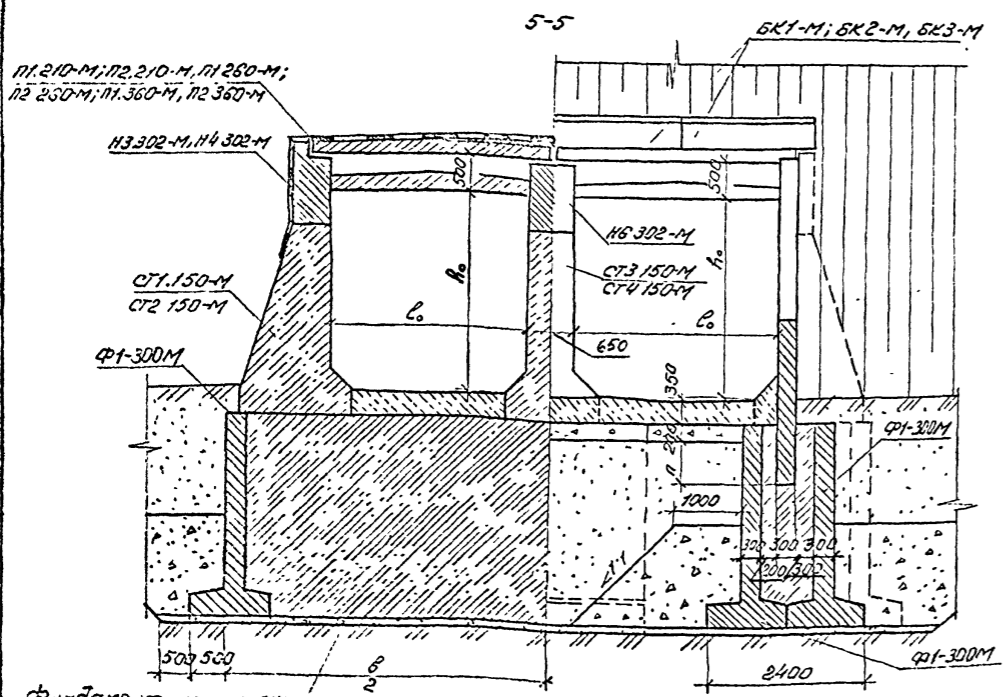 5-5
БК1-М; БК2-М, БК3-М
П1.210-М; П2.210-М, П1 260-М;
П2 260-М; П1.360-М, П2 360-М
Н3.302-М, Н4 302-М
500
500
Н6 302-М
h₀
h₀
СТ1.150-М
СТ2 150-М
СТ3 150-М
СТ4 150-М
ℓ₀
ℓ₀
650
Ф1-300М
350
Ф1-300М
п 200
1000
300 300 300
200 300
1:1
500 500
в
2
2400
Ф1-300М